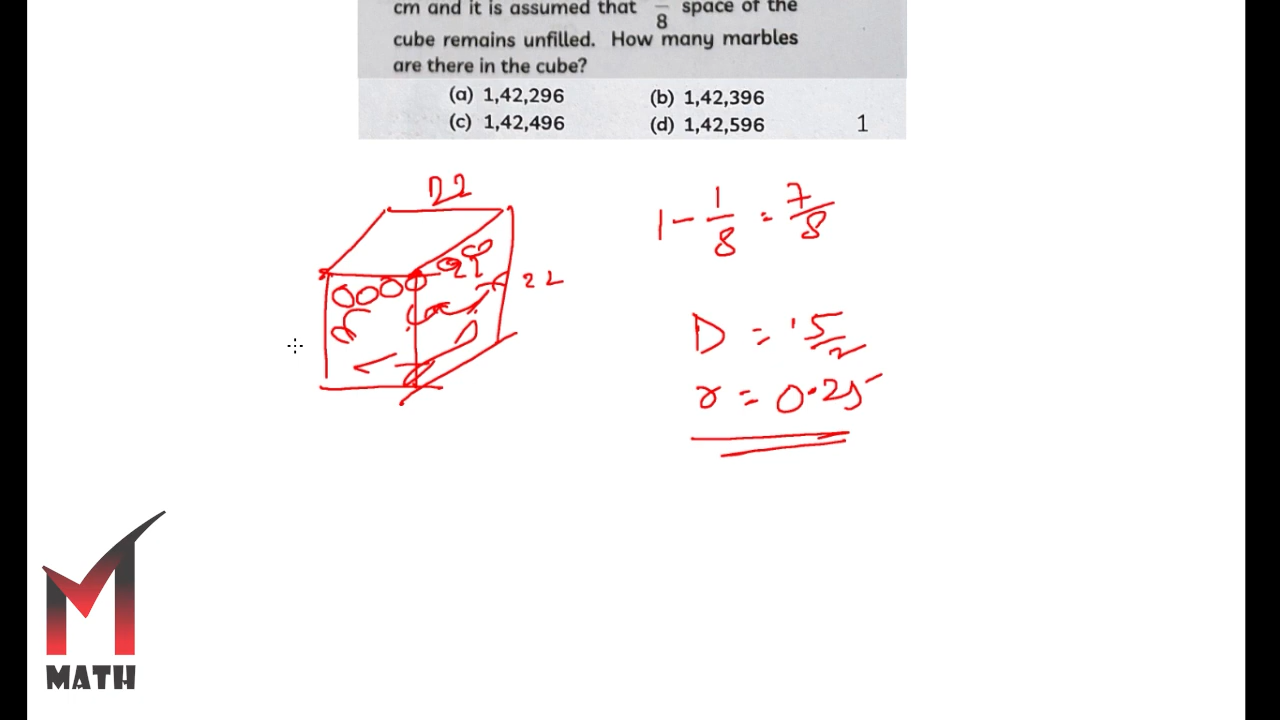 cm and it is assumed that 8 space of the
cube remains unfilled. How many marbles
are there in the cube?
(a) 1,42,296 (b) 1,42,396
(c) 1,42,496 (d) 1,42,596 1
22
22
1 - 1/8 = 7/8
D = .5/2
r = 0.25
MATH